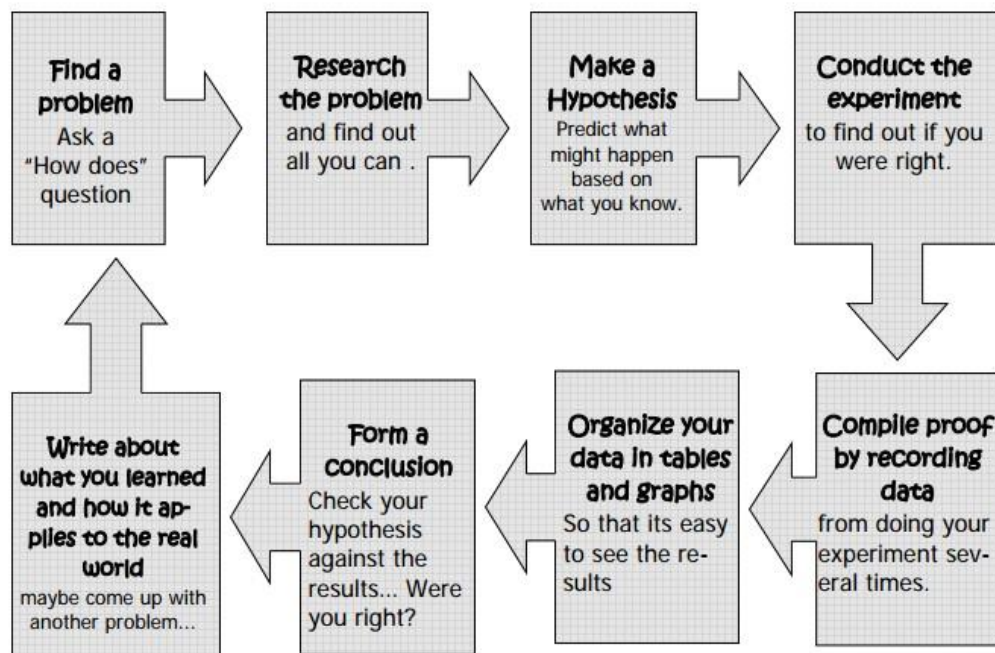 Find a
problem
Ask a
"How does"
question
Research
the problem
and find out
all you can .
Make a
Hypothesis
Predict what
might happen
based on
what you know.
Conduct the
experiment
to find out if you
were right.
Compile proof
by recording
data
from doing your
experiment sev-
eral times.
Organize your
data in tables
and graphs
So that its easy
to see the re-
sults
Form a
conclusion
Check your
hypothesis
against the
results... Were
you right?
Write about
what you learned
and how it ap-
plies to the real
world
maybe come up with
another problem...